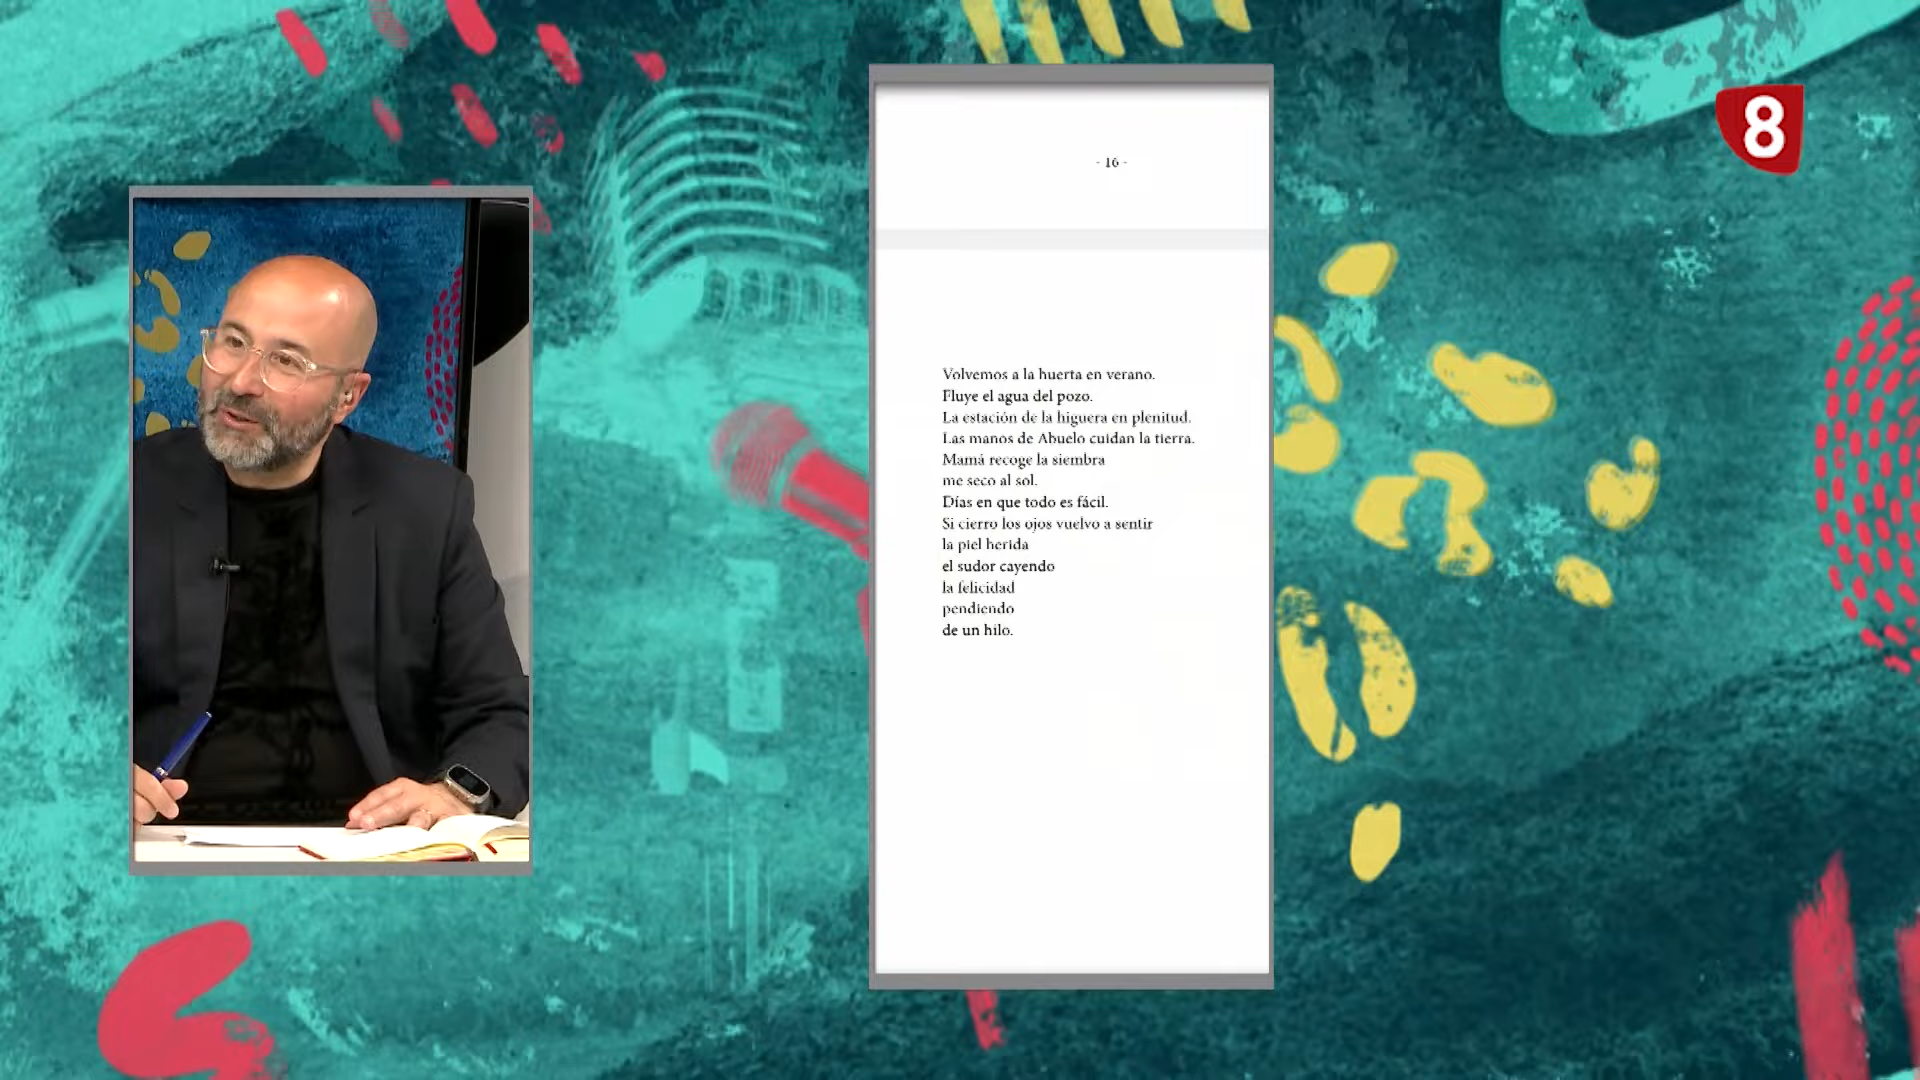 8
- 16 -
Volvemos a la huerta en verano.
Fluye el agua del pozo.
La estación de la higuera en plenitud.
Las manos de Abuelo cuidan la tierra.
Mamá recoge la siembra
me seco al sol.
Días en que todo es fácil.
Si cierro los ojos vuelvo a sentir
la piel herida
el sudor cayendo
la felicidad
pendiendo
de un hilo.